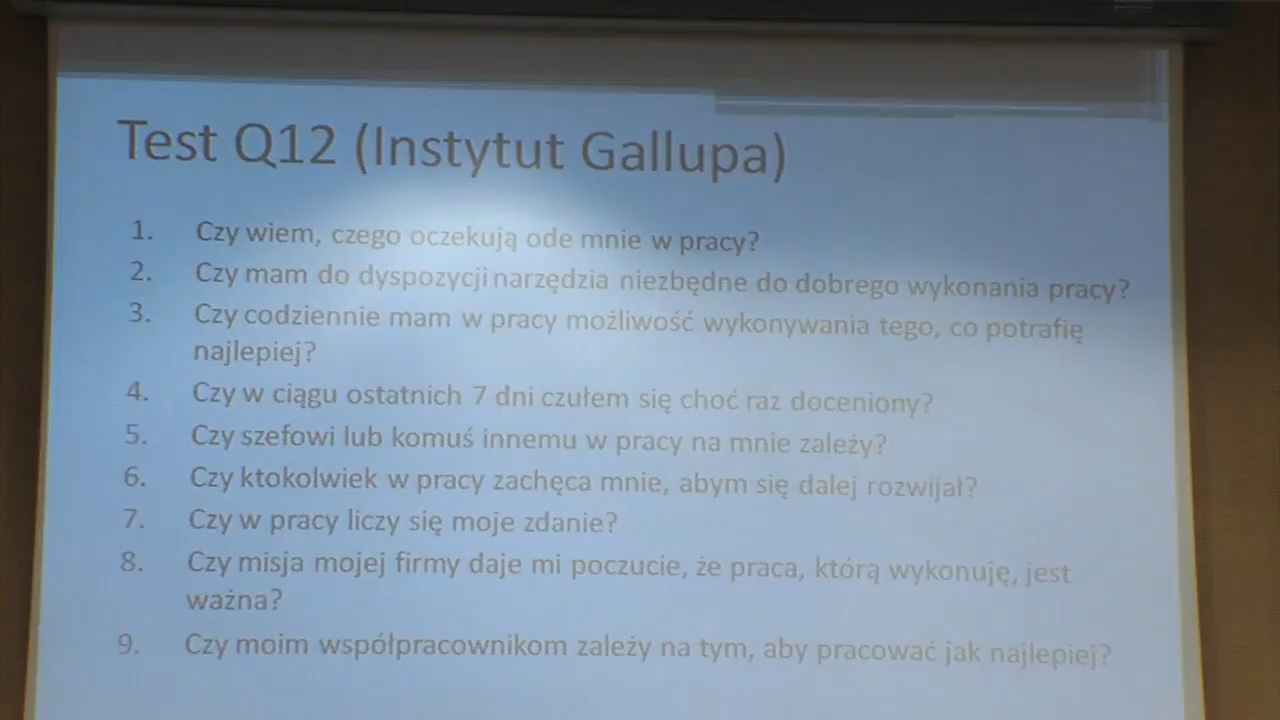 Test Q12 (Instytut Gallupa)
1. Czy wiem, czego oczekują ode mnie w pracy?
2. Czy mam do dyspozycji narzędzia niezbędne do dobrego wykonania pracy?
3. Czy codziennie mam w pracy możliwość wykonywania tego, co potrafię
najlepiej?
4. Czy w ciągu ostatnich 7 dni czułem się choć raz doceniony?
5. Czy szefowi lub komuś innemu w pracy na mnie zależy?
6. Czy ktokolwiek w pracy zachęca mnie, abym się dalej rozwijał?
7. Czy w pracy liczy się moje zdanie?
8. Czy misja mojej firmy daje mi poczucie, że praca, którą wykonuję, jest
ważna?
9. Czy moim współpracownikom zależy na tym, aby pracować jak najlepiej?